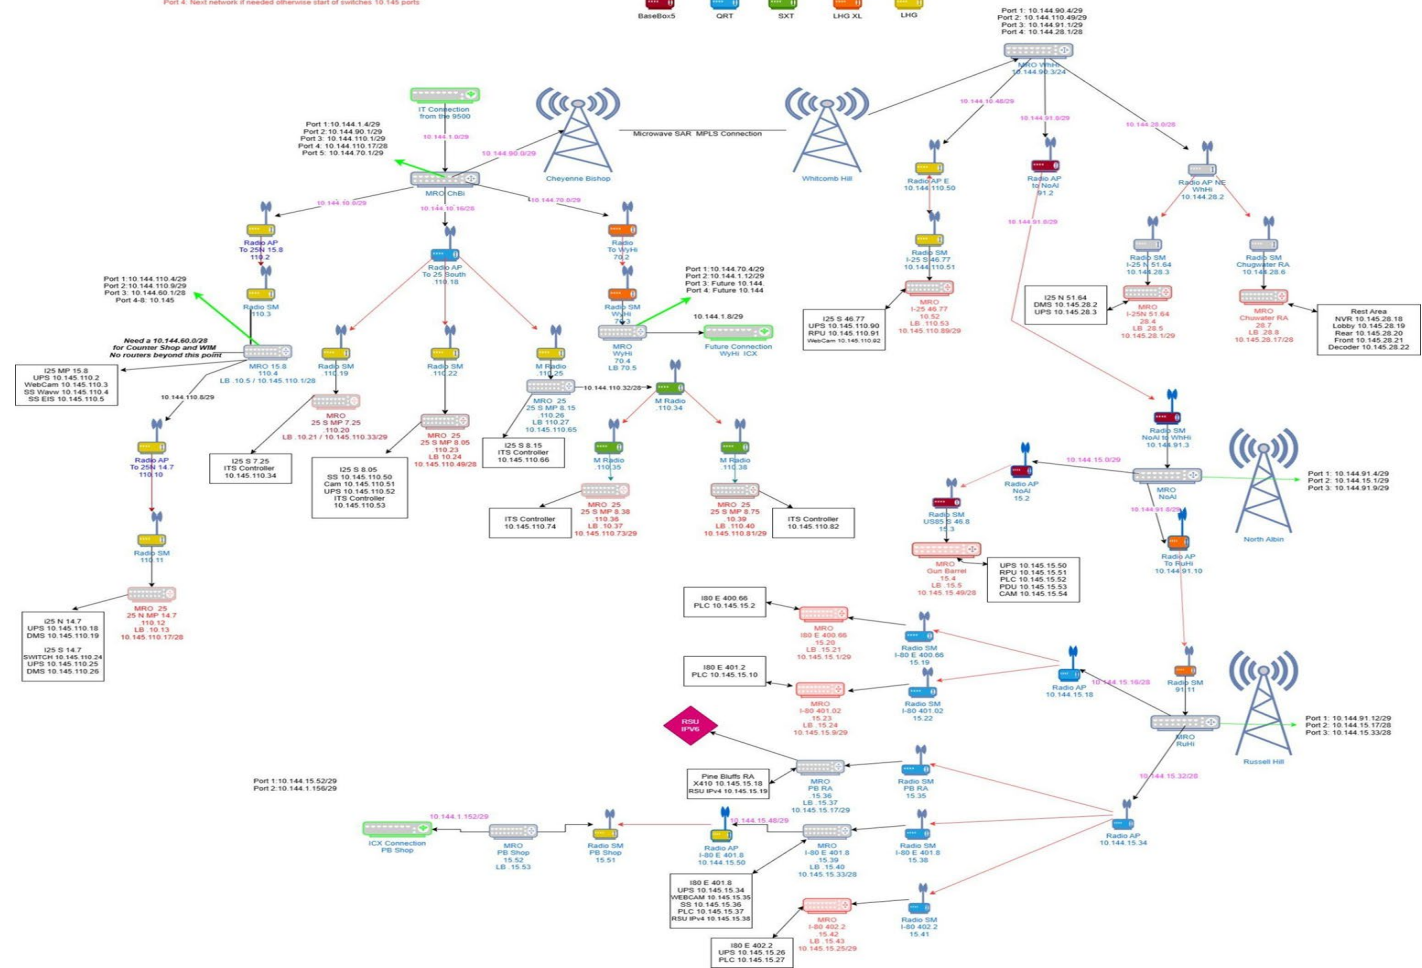 Port 4: Next network if needed otherwise start of switches 10.145 ports
BaseBox5
QRT
SXT
LHG XL
LHG
Port 1: 10.144.90.4/29
Port 2: 10.144.110.49/29
Port 3: 10.144.91.1/29
Port 4: 10.144.28.1/28
MRO WhHi
10.144.90.3/24
IT Connection
from the 9500
Port 1:10.144.1.4/29
Port 2:10.144.90.1/29
Port 3: 10.144.110.1/29
Port 4: 10.144.110.17/28
Port 5: 10.144.70.1/29
10.144.1.0/29
10.144.90.0/29
MRO ChBi
Cheyenne Bishop
Microwave SAR MPLS Connection
Whitcomb Hill
10.144.10.48/29
10.144.91.0/29
10.144.28.0/28
10.144.10.0/29
10.144.10.16/28
10.144.70.0/29
Radio AP
To 25N 15.8
110.2
Radio SM
110.3
Radio AP
To 25 South
110.18
Radio
To WyHi
70.2
Radio SM
WyHi
70.3
Radio AP E
10.144.110.50
Radio SM
I-25 S 46.77
10.144.110.51
MRO
I-25 46.77
10.52
LB .110.53
10.145.110.89/29
I25 S 46.77
UPS 10.145.110.90
RPU 10.145.110.91
WebCam 10.145.110.92
Radio AP
to NoAl
91.2
10.144.91.0/29
Radio AP NE
WhHi
10.144.28.2
Radio SM
I-25 N 51.64
10.144.28.3
Radio SM
Chugwater RA
10.144.28.6
I25 N 51.64
DMS 10.145.28.2
UPS 10.145.28.3
MRO
I-25N 51.64
28.4
LB .28.5
10.145.28.1/29
MRO
Chuwater RA
28.7
LB .28.8
10.145.28.17/28
Rest Area
NVR 10.145.28.18
Lobby 10.145.28.19
Rear 10.145.28.20
Front 10.145.28.21
Decoder 10.145.28.22
Port 1:10.144.110.4/29
Port 2:10.144.110.9/29
Port 3: 10.144.60.1/28
Port 4-8: 10.145
Need a 10.144.60.0/28
for Counter Shop and WIM
No routers beyond this point
MRO 15.8
110.4
LB .10.5 / 10.145.110.1/28
I25 MP 15.8
UPS 10.145.110.2
WebCam 10.145.110.3
SS Wavw 10.145.110.4
SS EIS 10.145.110.5
10.144.110.8/29
Radio AP
To 25N 14.7
110.10
Radio SM
110.11
MRO 25
25 N MP 14.7
110.12
LB .10.13
10.145.110.17/28
I25 N 14.7
UPS 10.145.110.18
DMS 10.145.110.19
I25 S 14.7
SWITCH 10.145.110.24
UPS 10.145.110.25
DMS 10.145.110.26
Radio SM
.110.19
MRO
25 S MP 7.25
110.20
LB .10.21 / 10.145.110.33/29
I25 S 7.25
ITS Controller
10.145.110.34
Radio SM
.110.22
MRO 25
25 S MP 8.05
110.23
LB 10.24
10.145.110.49/28
I25 S 8.05
SS 10.145.110.50
Cam 10.145.110.51
UPS 10.145.110.52
ITS Controller
10.145.110.53
M Radio
.110.25
MRO 25
25 S MP 8.15
110.26
LB 110.27
10.145.110.65
I25 S 8.15
ITS Controller
10.145.110.66
10.144.110.32/28
M Radio
.110.34
M Radio
.110.35
MRO 25
25 S MP 8.38
110.36
LB .10.37
10.145.110.73/29
ITS Controller
10.145.110.74
M Radio
.110.38
MRO 25
25 S MP 8.75
10.39
LB .110.40
10.145.110.81/29
ITS Controller
10.145.110.82
Port 1:10.144.70.4/29
Port 2: 10.144.1.12/29
Port 3: Future 10.144.
Port 4: Future 10.144
10.144.1.8/29
MRO
WyHi
70.4
LB 70.5
Future Connection
WyHi ICX
Radio SM
NoAl to WhHi
10.144.91.3
MRO
NoAl
North Albin
Port 1: 10.144.91.4/29
Port 2: 10.144.15.1/29
Port 3: 10.144.91.9/29
10.144.15.0/29
Radio AP
NoAl
15.2
Radio SM
US85 S 46.8
15.3
MRO
Gun Barrel
15.4
LB .15.5
10.145.15.49/28
UPS 10.145.15.50
RPU 10.145.15.51
PLC 10.145.15.52
PDU 10.145.15.53
CAM 10.145.15.54
10.144.91.8/29
Radio AP
To RuHi
10.144.91.10
Radio SM
91.11
MRO
RuHi
Russell Hill
Port 1: 10.144.91.12/29
Port 2: 10.144.15.17/28
Port 3: 10.144.15.33/28
10.144.15.16/28
Radio AP
10.144.15.18
I80 E 400.66
PLC 10.145.15.2
MRO
I80 E 400.66
15.20
LB .15.21
10.145.15.1/29
Radio SM
I-80 E 400.66
15.19
I80 E 401.2
PLC 10.145.15.10
MRO
I-80 401.02
15.23
LB .15.24
10.145.15.9/29
Radio SM
I-80 401.02
15.22
RSU
IPV6
10.144.15.32/28
Radio AP
10.144.15.34
Pine Bluffs RA
X410 10.145.15.18
RSU IPv4 10.145.15.19
MRO
PB RA
15.36
LB .15.37
10.145.15.17/29
Radio SM
PB RA
15.35
Port 1:10.144.15.52/29
Port 2:10.144.1.156/29
10.144.1.152/29
ICX Connection
PB Shop
MRO
PB Shop
15.52
LB .15.53
Radio SM
PB Shop
15.51
Radio AP
I-80 E 401.8
10.144.15.50
10.144.15.48/29
MRO
I-80 E 401.8
15.39
LB .15.40
10.145.15.33/28
Radio SM
I-80 E 401.8
15.38
I80 E 401.8
UPS 10.145.15.34
WEBCAM 10.145.15.35
SS 10.145.15.36
PLC 10.145.15.37
RSU IPv4 10.145.15.38
MRO
I-80 402.2
15.42
LB .15.43
10.145.15.25/29
Radio SM
I-80 402.2
15.41
I80 E 402.2
UPS 10.145.15.26
PLC 10.145.15.27